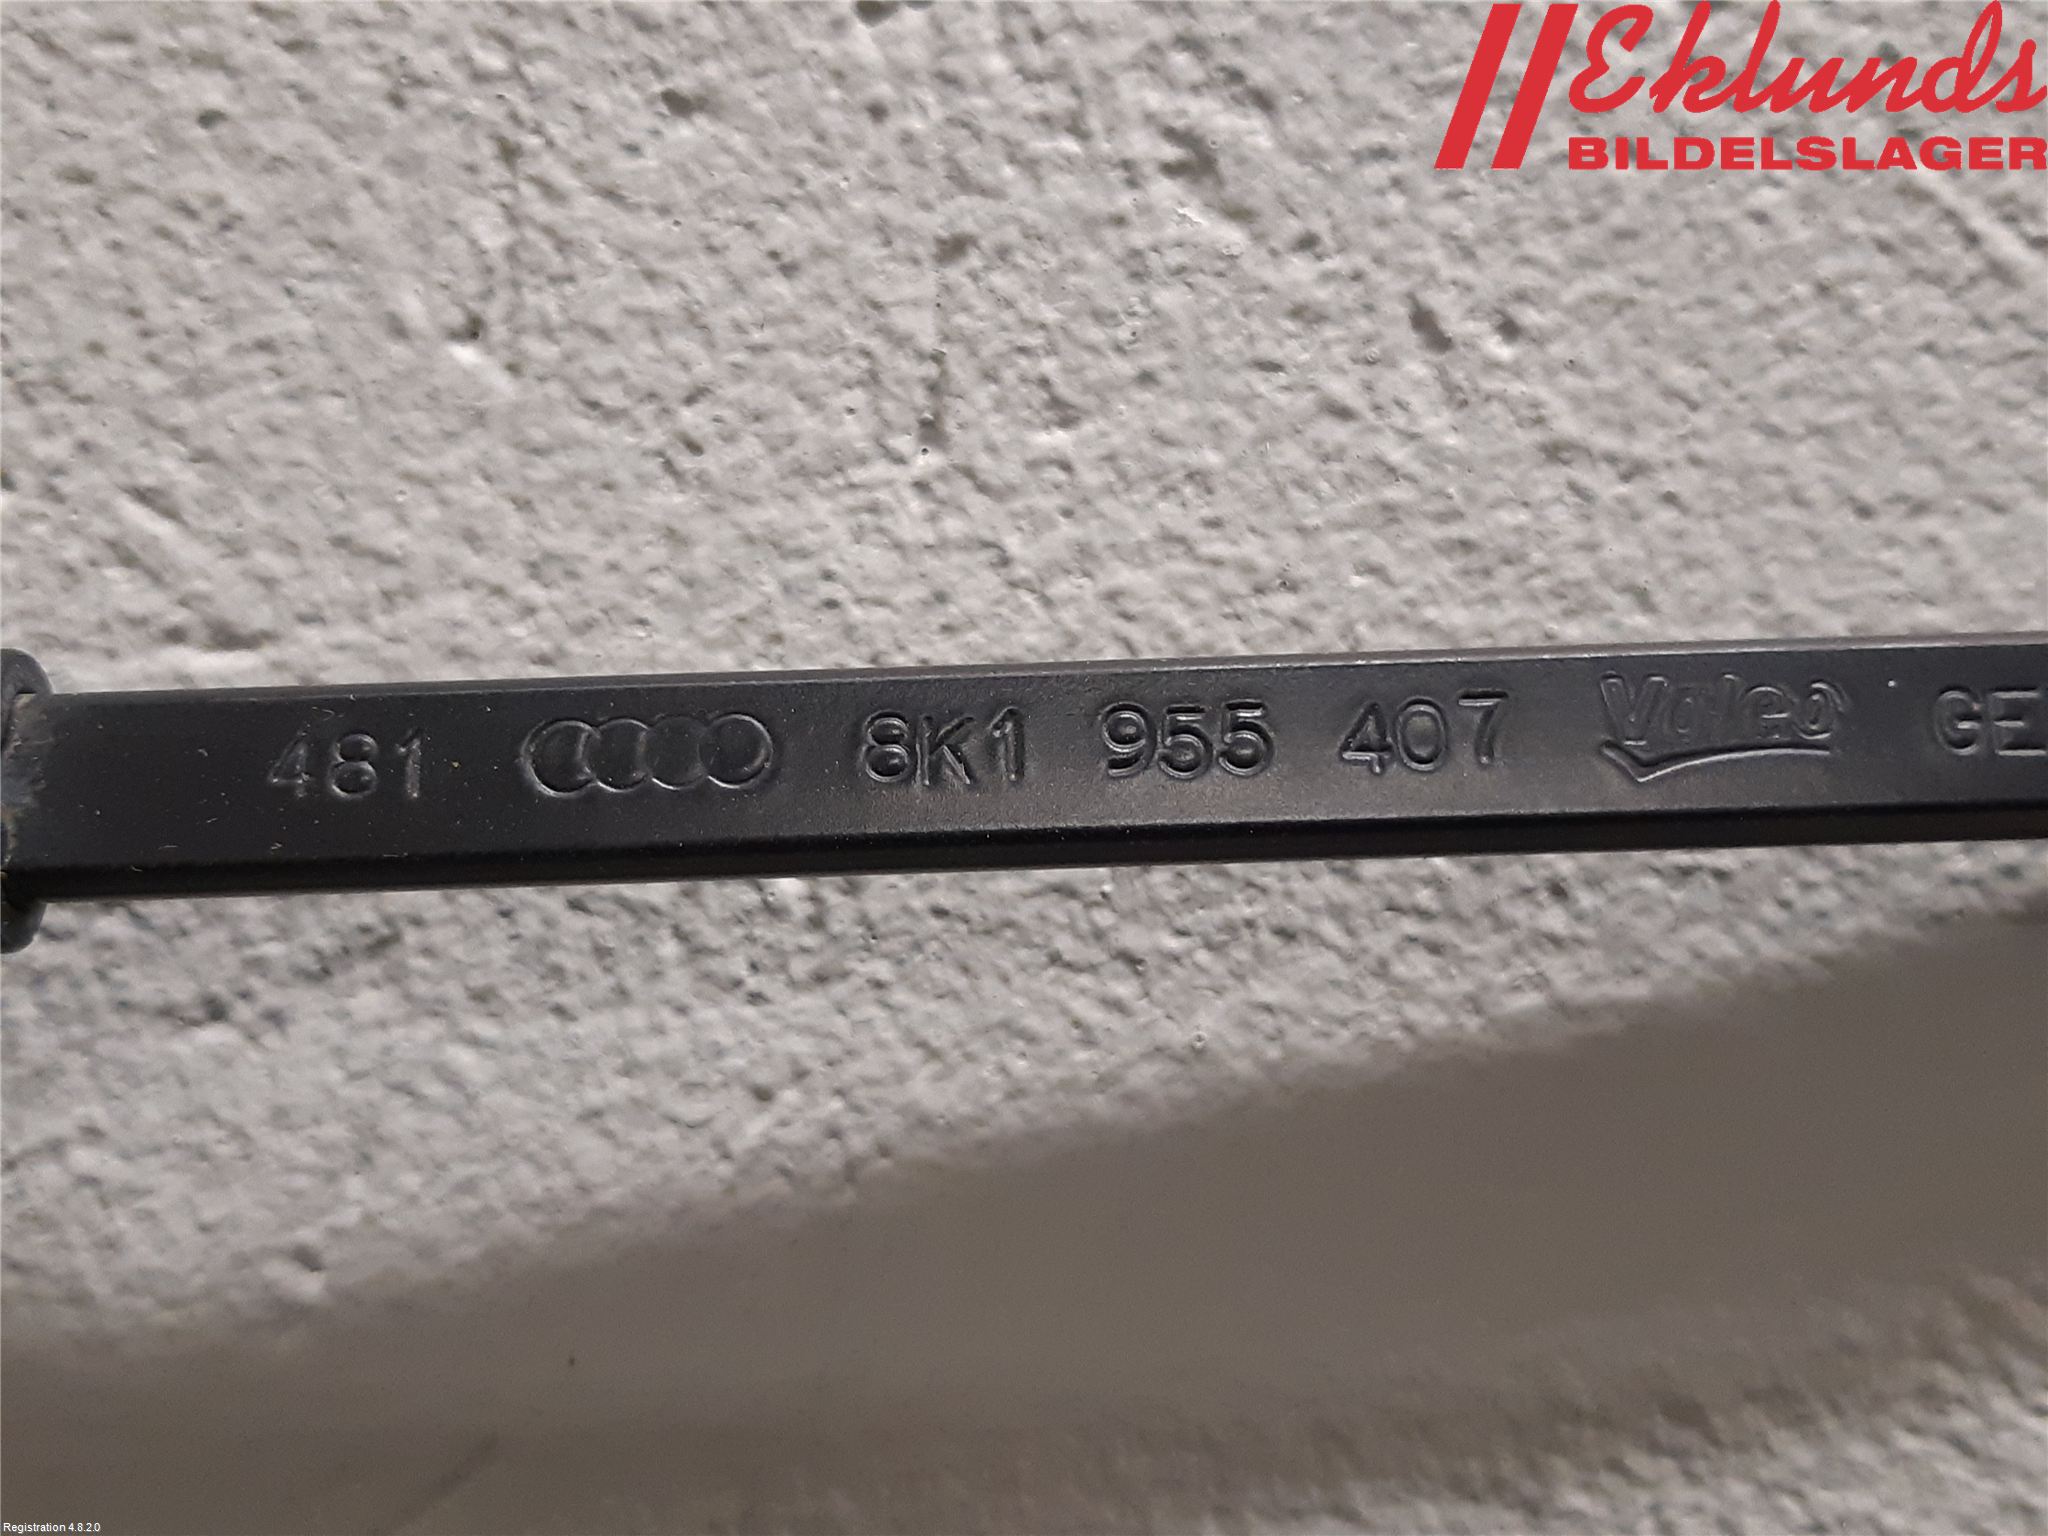 Eklunds
BILDELSLAGER
481 8K1 955 407 Valeo GE
Registration 4.8.2.0